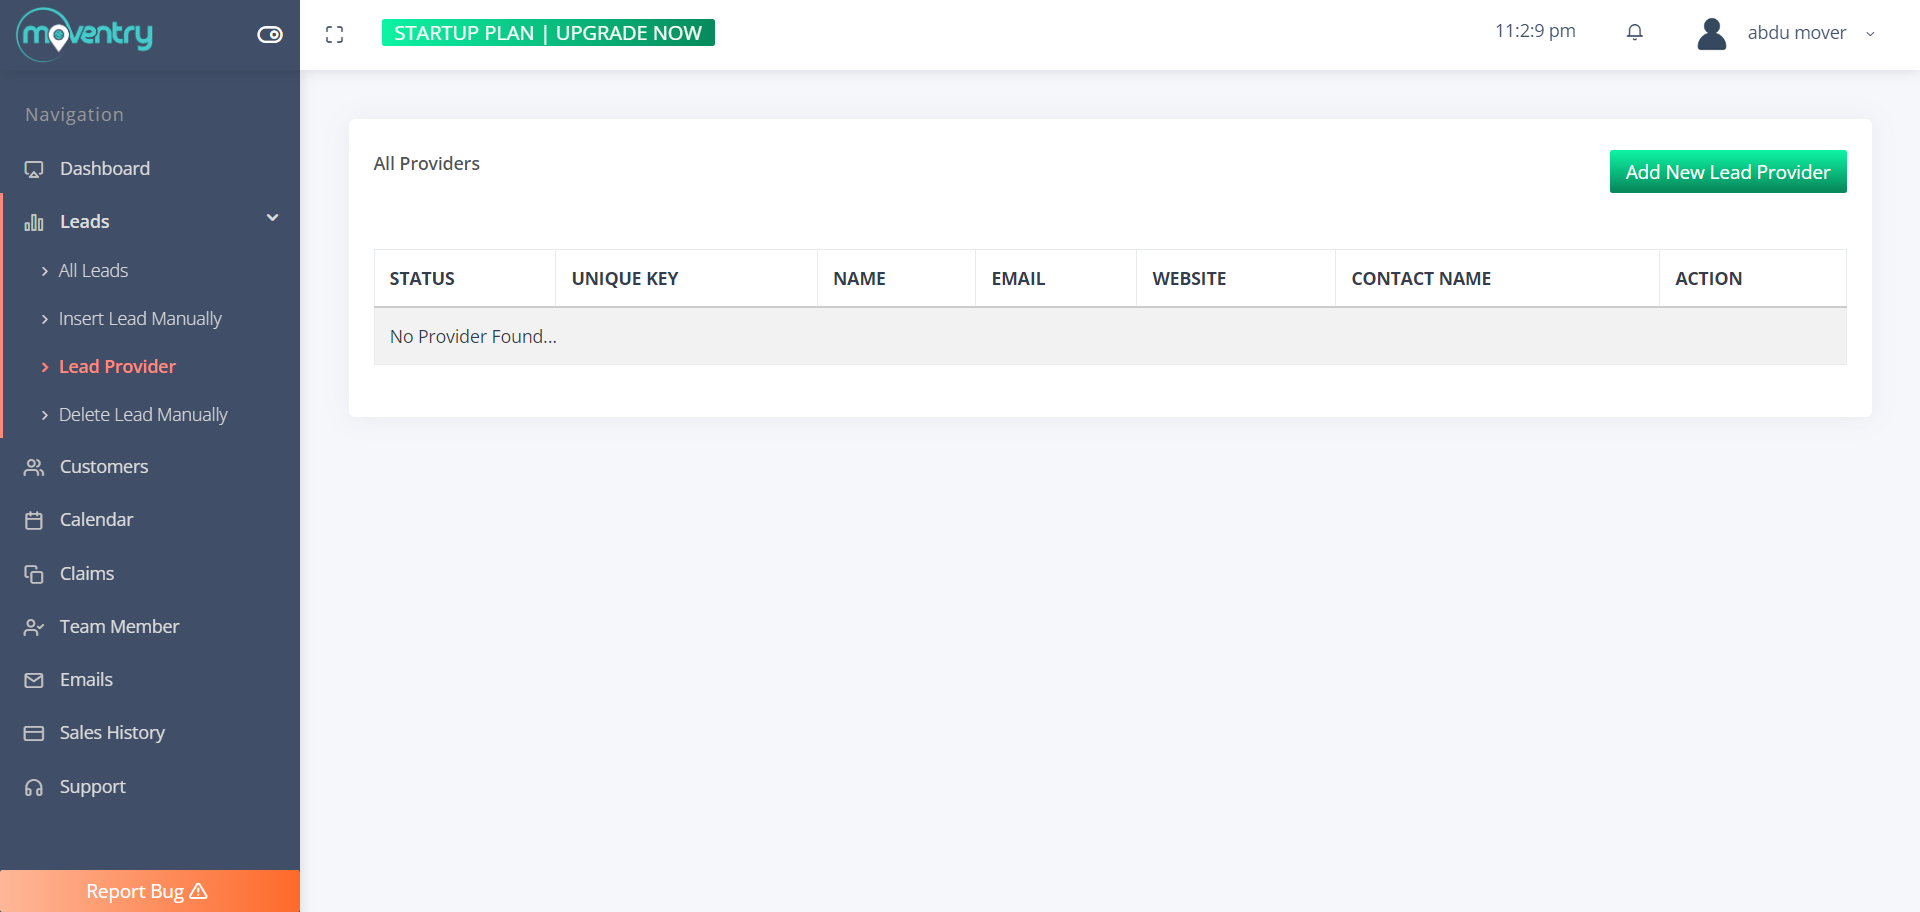 moventry
STARTUP PLAN | UPGRADE NOW
11:2:9 pm
abdu mover
Navigation
Dashboard
Leads
All Leads
Insert Lead Manually
Lead Provider
Delete Lead Manually
Customers
Calendar
Claims
Team Member
Emails
Sales History
Support
Report Bug
All Providers
Add New Lead Provider
STATUS UNIQUE KEY NAME EMAIL WEBSITE CONTACT NAME ACTION
No Provider Found...